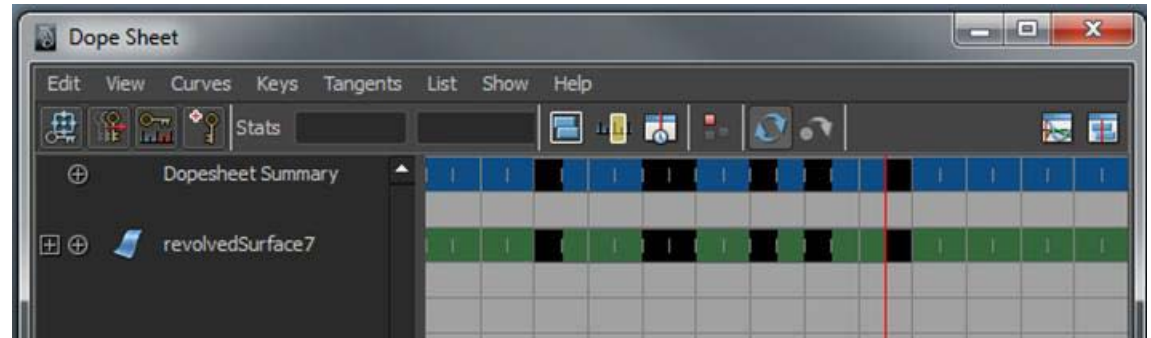 Dope Sheet
Edit View Curves Keys Tangents List Show Help
Stats
Dopesheet Summary
revolvedSurface7